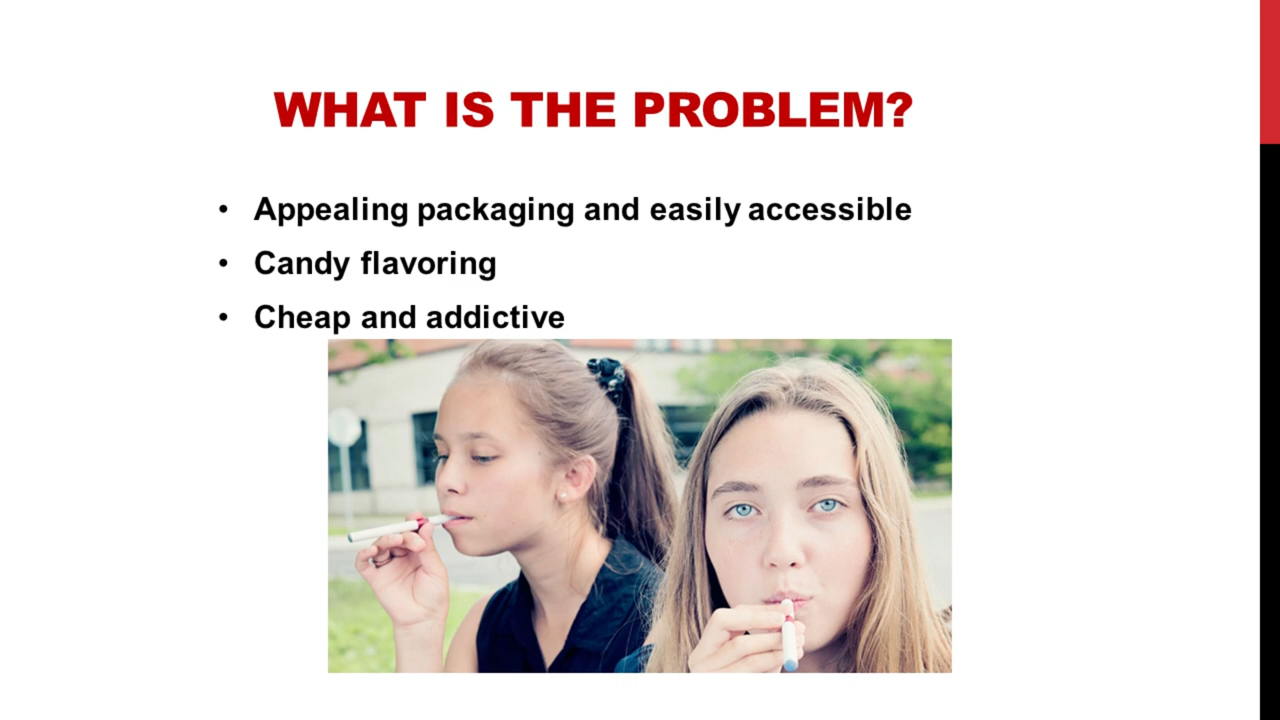 WHAT IS THE PROBLEM?
• Appealing packaging and easily accessible
• Candy flavoring
• Cheap and addictive